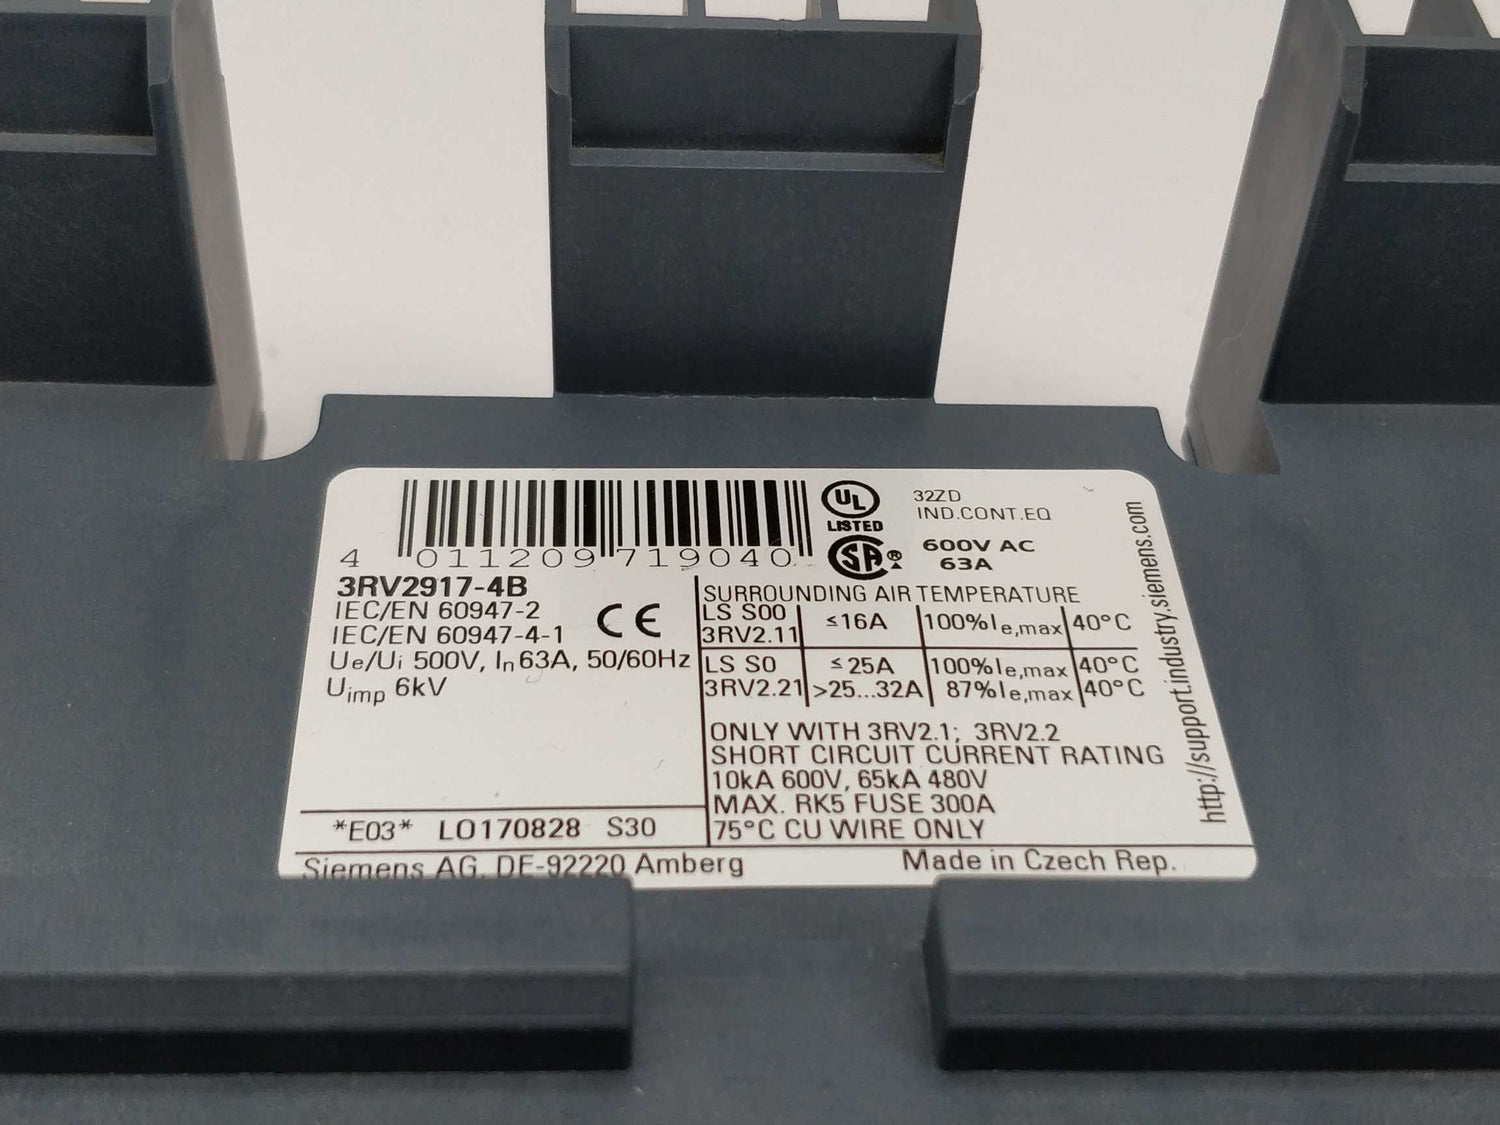 4 011209 719040
UL
LISTED
32ZD
IND.CONT.EQ
SA®
600V AC
63A
3RV2917-4B
IEC/EN 60947-2
IEC/EN 60947-4-1
CE
Ue/Ui 500V, In 63A, 50/60Hz
Uimp 6kV
SURROUNDING AIR TEMPERATURE
LS S00 ≤16A 100%Ie,max 40°C
3RV2.11
LS S0 ≤25A 100%Ie,max 40°C
3RV2.21 >25...32A 87%Ie,max 40°C
ONLY WITH 3RV2.1; 3RV2.2
SHORT CIRCUIT CURRENT RATING
10kA 600V, 65kA 480V
MAX. RK5 FUSE 300A
75°C CU WIRE ONLY
*E03* LO170828 S30
Siemens AG, DE-92220 Amberg
Made in Czech Rep.
http://support.industry.siemens.com